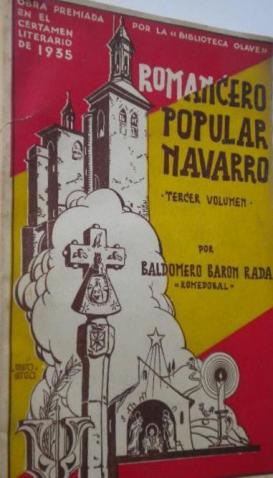 OBRA PREMIADA
EN EL
CERTAMEN
LITERARIO
DE 1935
POR LA «BIBLIOTECA OLAVE»
ROMANCERO
POPULAR
NAVARRO
·TERCER VOLUMEN·
POR
BALDOMERO BARON RADA
«ROMEDOBAL»